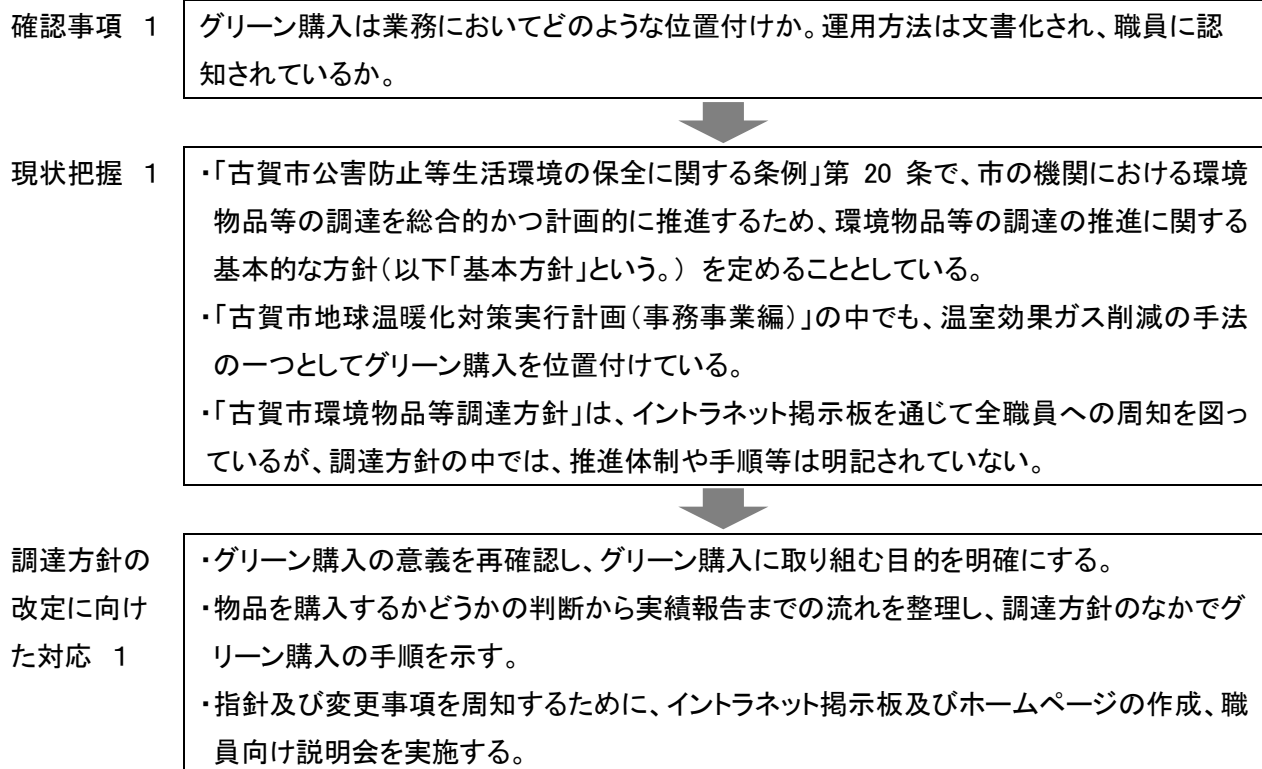 確認事項 1
グリーン購入は業務においてどのような位置付けか。運用方法は文書化され、職員に認
知されているか。
現状把握 1
・「古賀市公害防止等生活環境の保全に関する条例」第 20 条で、市の機関における環境
物品等の調達を総合的かつ計画的に推進するため、環境物品等の調達の推進に関する
基本的な方針(以下「基本方針」という。) を定めることとしている。
・「古賀市地球温暖化対策実行計画(事務事業編)」の中でも、温室効果ガス削減の手法
の一つとしてグリーン購入を位置付けている。
・「古賀市環境物品等調達方針」は、イントラネット掲示板を通じて全職員への周知を図っ
ているが、調達方針の中では、推進体制や手順等は明記されていない。
調達方針の
改定に向け
た対応 1
・グリーン購入の意義を再確認し、グリーン購入に取り組む目的を明確にする。
・物品を購入するかどうかの判断から実績報告までの流れを整理し、調達方針のなかでグ
リーン購入の手順を示す。
・指針及び変更事項を周知するために、イントラネット掲示板及びホームページの作成、職
員向け説明会を実施する。